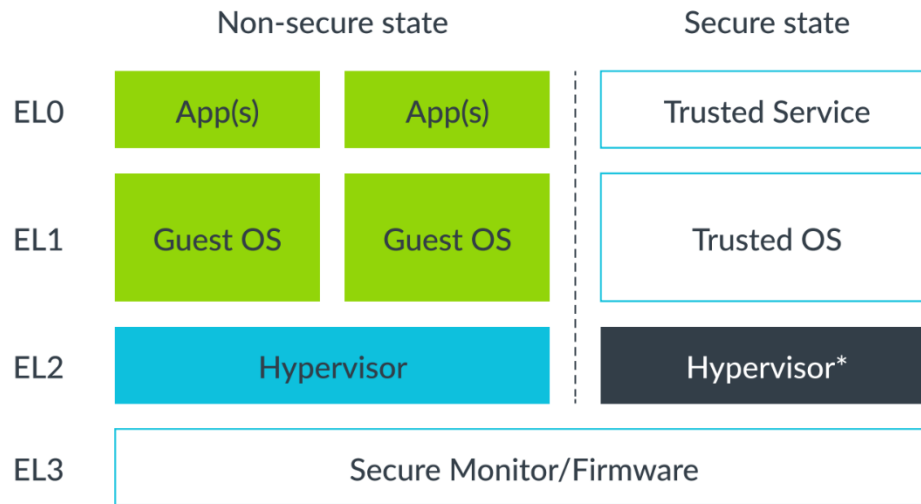 Non-secure state
Secure state
EL0
App(s)
App(s)
Trusted Service
EL1
Guest OS
Guest OS
Trusted OS
EL2
Hypervisor
Hypervisor*
EL3
Secure Monitor/Firmware